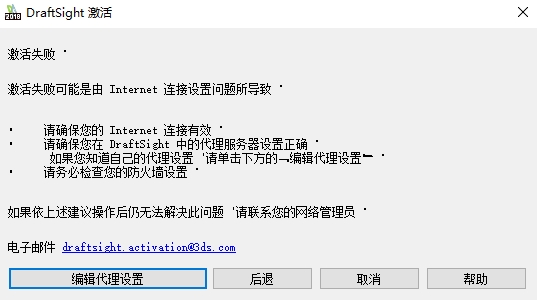 2018 DraftSight 激活
激活失败 .
激活失败可能是由 Internet 连接设置问题所导致 .
· 请确保您的 Internet 连接有效 .
· 请确保您在 DraftSight 中的代理服务器设置正确
如果您知道自己的代理设置 '请单击下方的→编辑代理设置← .
· 请务必检查您的防火墙设置 .
如果依上述建议操作后仍无法解决此问题 '请联系您的网络管理员 .
电子邮件 draftsight.activation@3ds.com
编辑代理设置 后退 取消 帮助